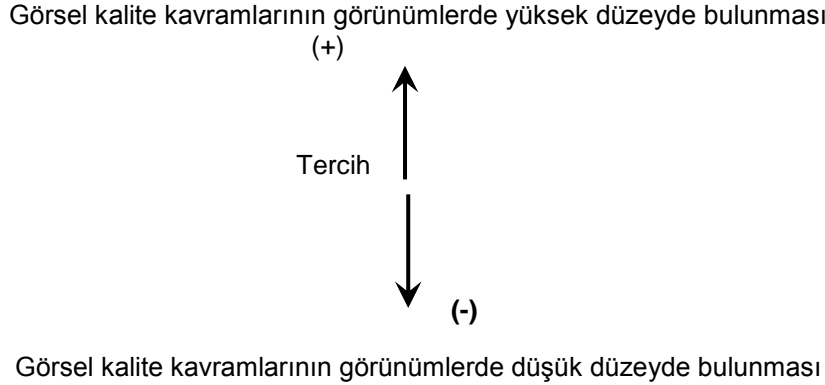 Görsel kalite kavramlarının görünümlerde yüksek düzeyde bulunması
(+)
Tercih
(-)
Görsel kalite kavramlarının görünümlerde düşük düzeyde bulunması